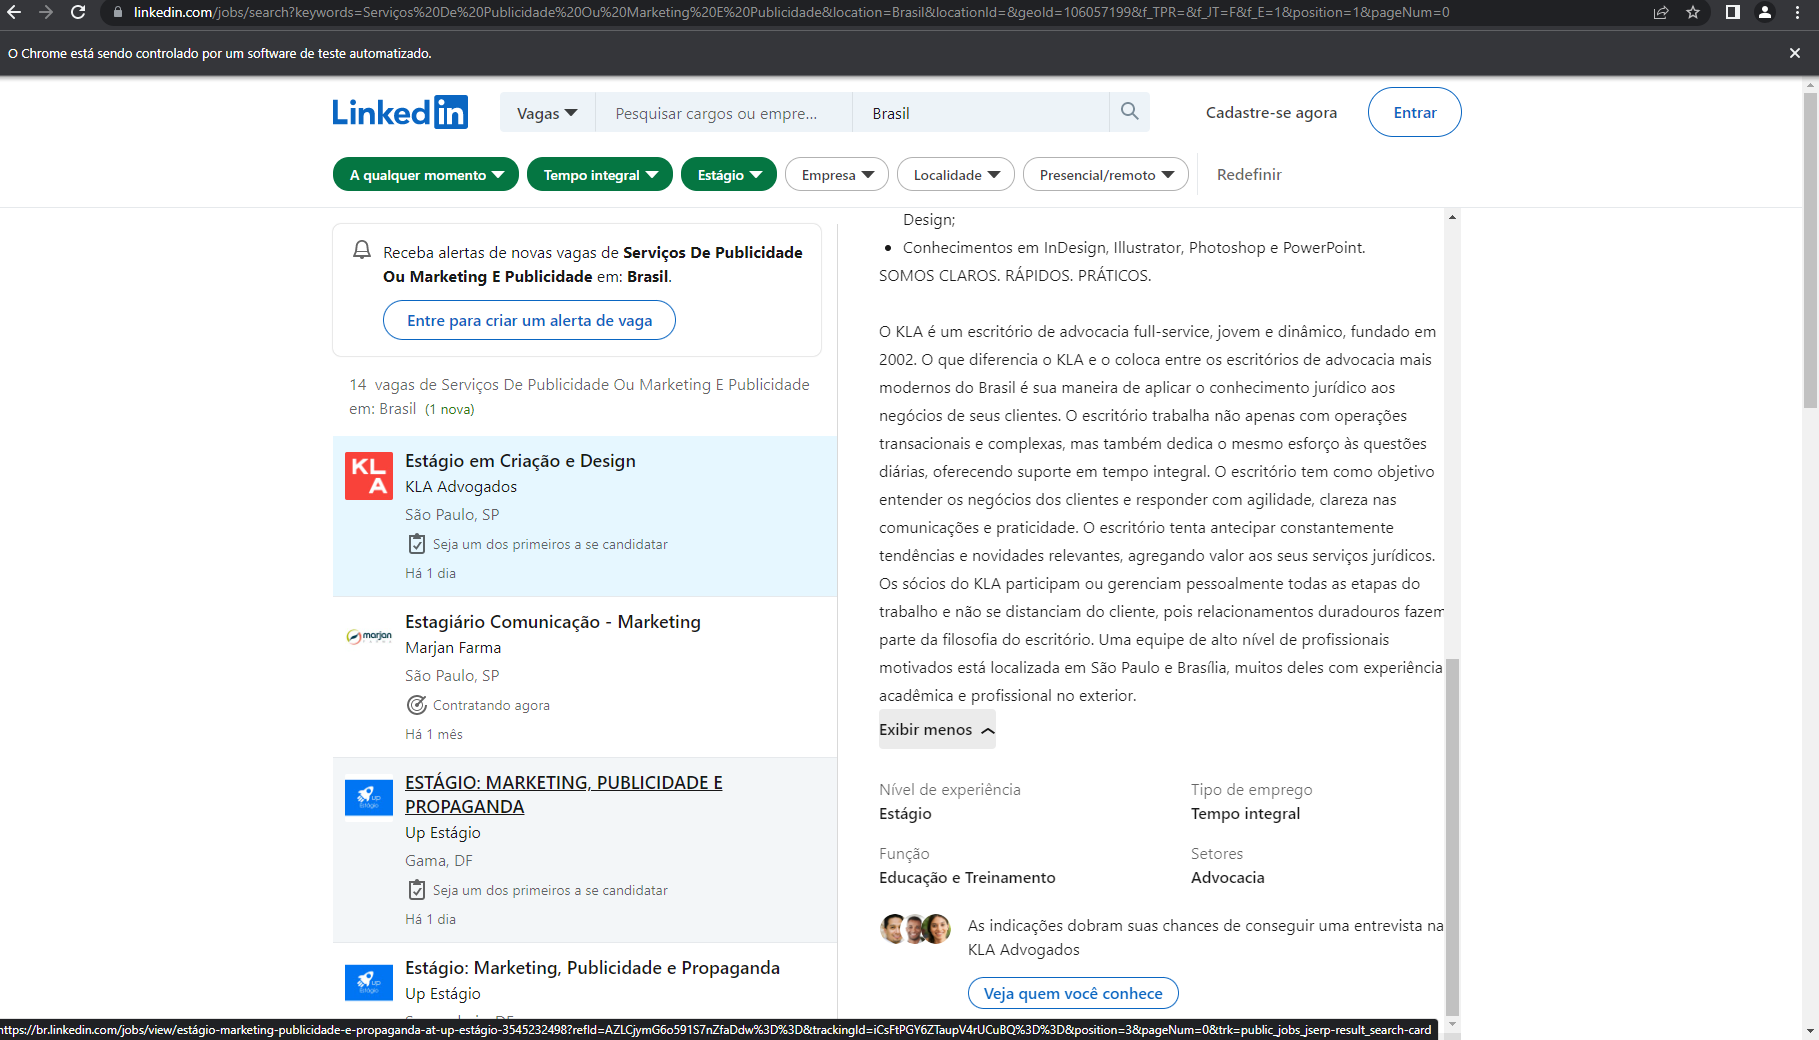 linkedin.com/jobs/search?keywords=Serviços%20De%20Publicidade%20Ou%20Marketing%20E%20Publicidade&location=Brasil&locationId=&geoId=106057199&f_TPR=&f_JT=F&f_E=1&position=1&pageNum=0
O Chrome está sendo controlado por um software de teste automatizado.
Linkedin
Vagas
Pesquisar cargos ou empre...
Brasil
Cadastre-se agora
Entrar
A qualquer momento
Tempo integral
Estágio
Empresa
Localidade
Presencial/remoto
Redefinir
Receba alertas de novas vagas de Serviços De Publicidade
Ou Marketing E Publicidade em: Brasil.
Entre para criar um alerta de vaga
14 vagas de Serviços De Publicidade Ou Marketing E Publicidade
em: Brasil (1 nova)
KL
A
Estágio em Criação e Design
KLA Advogados
São Paulo, SP
Seja um dos primeiros a se candidatar
Há 1 dia
marjan
Estagiário Comunicação - Marketing
Marjan Farma
São Paulo, SP
Contratando agora
Há 1 mês
up
Estágio
ESTÁGIO: MARKETING, PUBLICIDADE E
PROPAGANDA
Up Estágio
Gama, DF
Seja um dos primeiros a se candidatar
Há 1 dia
up
Estágio
Estágio: Marketing, Publicidade e Propaganda
Up Estágio
Design;
• Conhecimentos em InDesign, Illustrator, Photoshop e PowerPoint.
SOMOS CLAROS. RÁPIDOS. PRÁTICOS.
O KLA é um escritório de advocacia full-service, jovem e dinâmico, fundado em
2002. O que diferencia o KLA e o coloca entre os escritórios de advocacia mais
modernos do Brasil é sua maneira de aplicar o conhecimento jurídico aos
negócios de seus clientes. O escritório trabalha não apenas com operações
transacionais e complexas, mas também dedica o mesmo esforço às questões
diárias, oferecendo suporte em tempo integral. O escritório tem como objetivo
entender os negócios dos clientes e responder com agilidade, clareza nas
comunicações e praticidade. O escritório tenta antecipar constantemente
tendências e novidades relevantes, agregando valor aos seus serviços jurídicos.
Os sócios do KLA participam ou gerenciam pessoalmente todas as etapas do
trabalho e não se distanciam do cliente, pois relacionamentos duradouros fazem
parte da filosofia do escritório. Uma equipe de alto nível de profissionais
motivados está localizada em São Paulo e Brasília, muitos deles com experiência
acadêmica e profissional no exterior.
Exibir menos
Nível de experiência
Estágio
Tipo de emprego
Tempo integral
Função
Educação e Treinamento
Setores
Advocacia
As indicações dobram suas chances de conseguir uma entrevista na
KLA Advogados
Veja quem você conhece
https://br.linkedin.com/jobs/view/estágio-marketing-publicidade-e-propaganda-at-up-estágio-3545232498?refId=AZLCjymG6o591S7nZfaDdw%3D%3D&trackingId=iCsFtPGY6ZTaupV4rUCuBQ%3D%3D&position=3&pageNum=0&trk=public_jobs_jserp-result_search-card